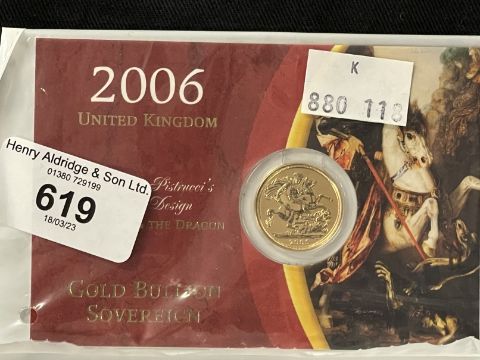 2006
UNITED KINGDOM
K
880 118
Henry Aldridge & Son Ltd.
01380 729199
619
18/03/23
Pistrucci's
Design
THE DRAGON
2006
GOLD BULLION
SOVEREIGN